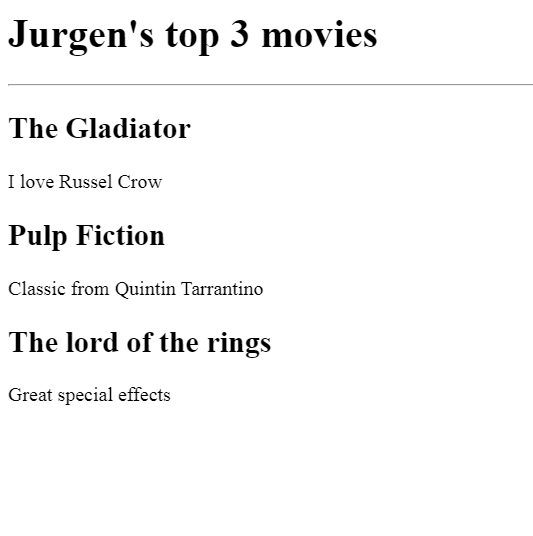 Jurgen's top 3 movies
The Gladiator
I love Russel Crow
Pulp Fiction
Classic from Quintin Tarrantino
The lord of the rings
Great special effects